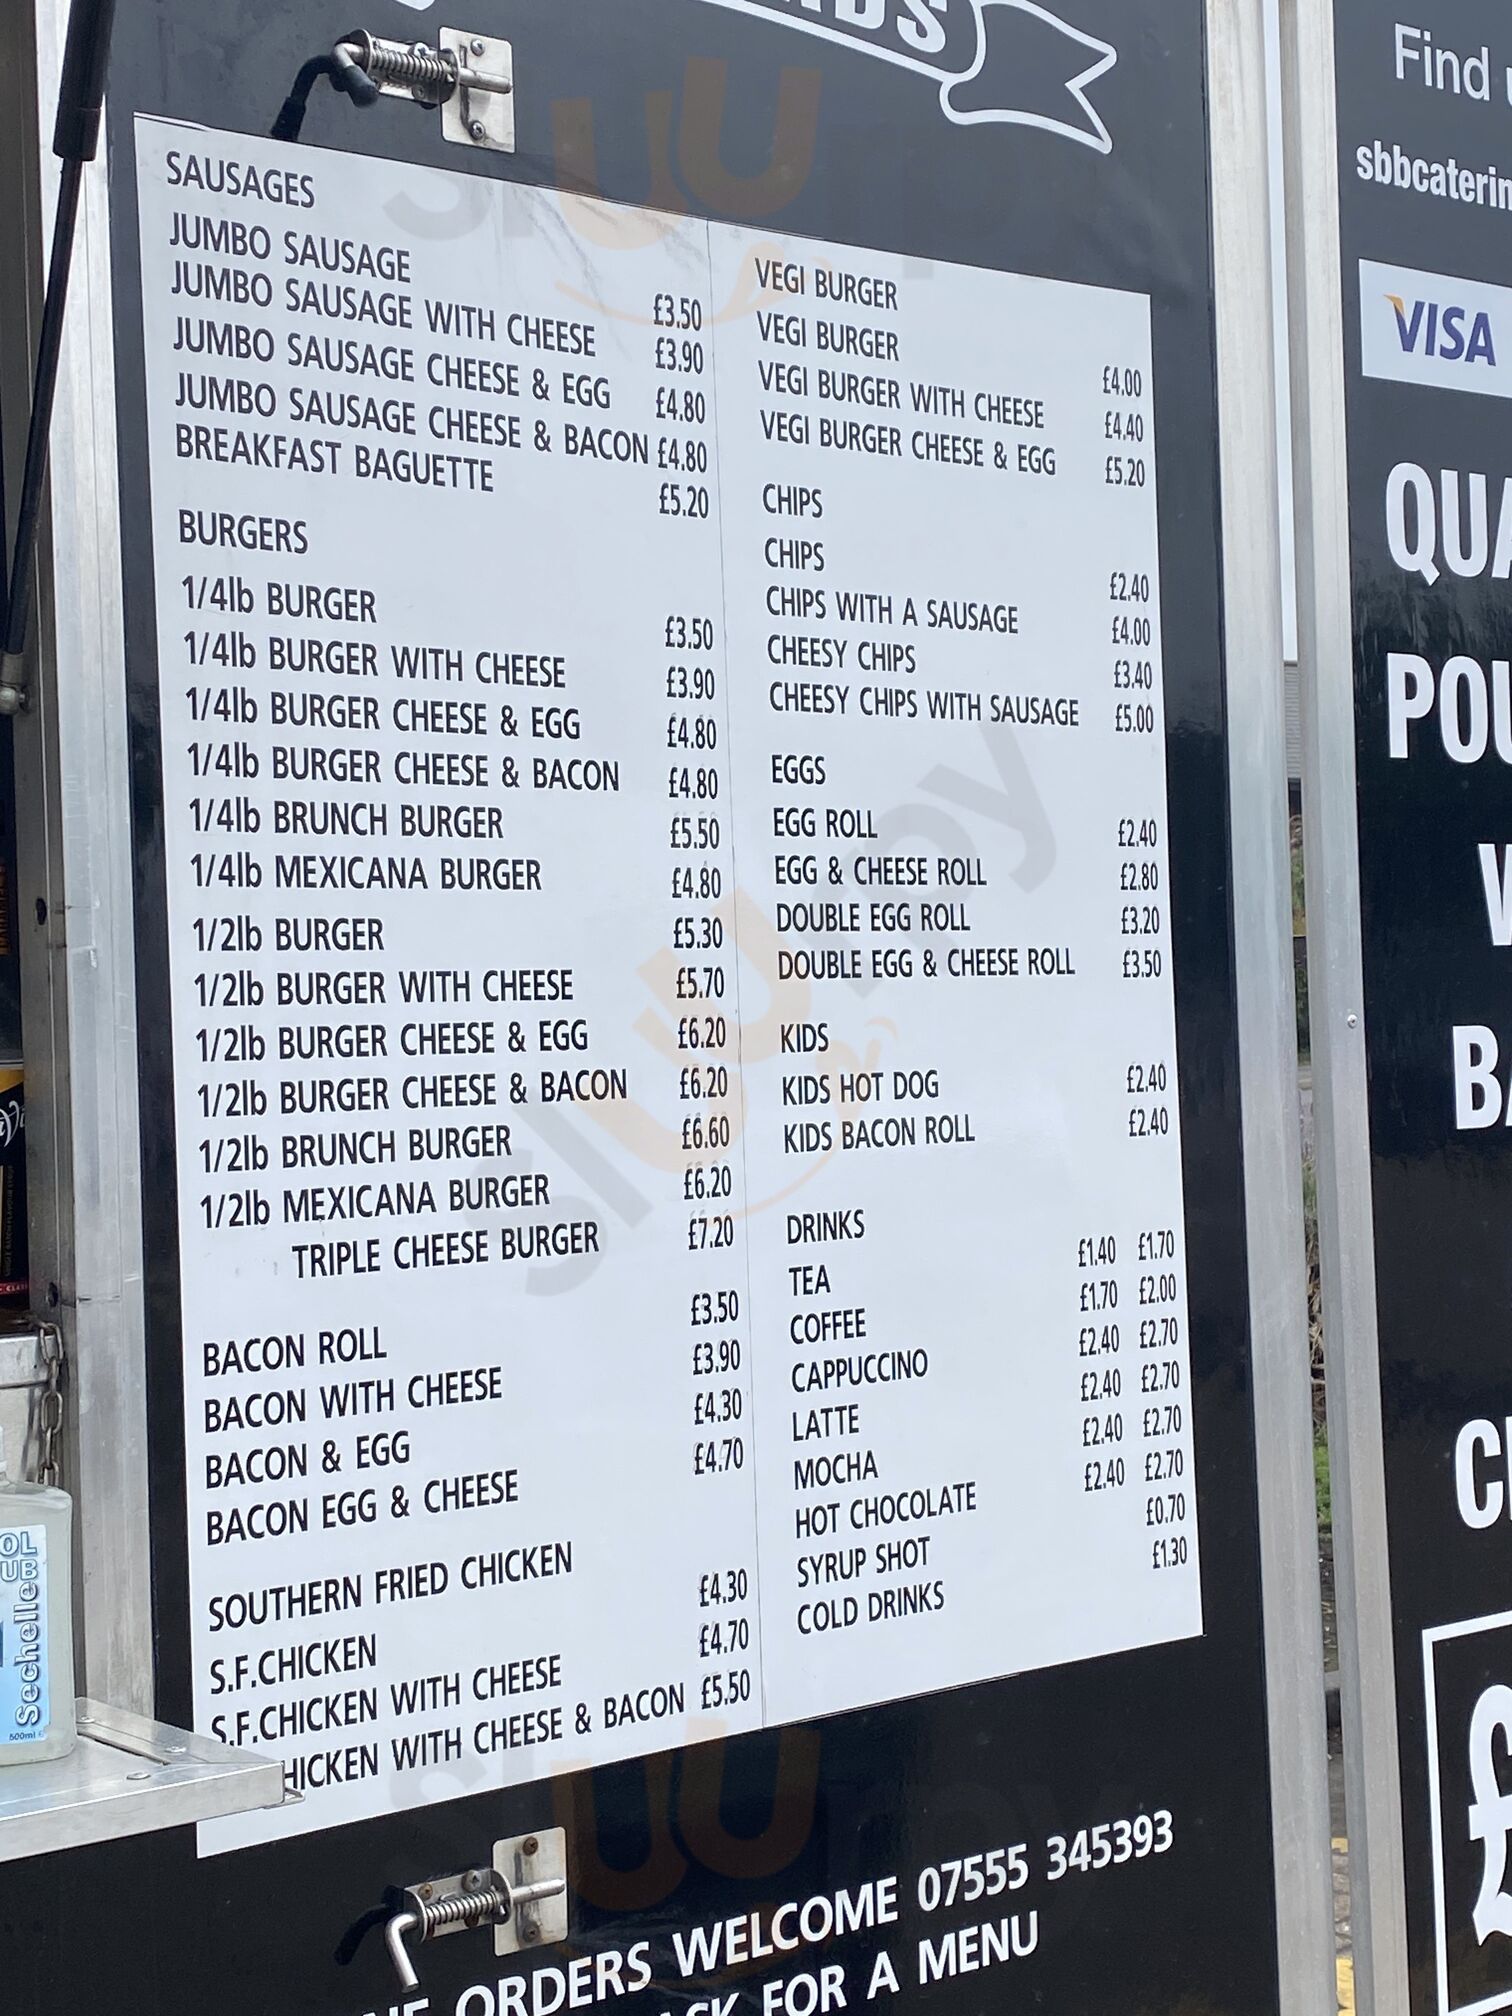 SAUSAGES
JUMBO SAUSAGE £3.50
JUMBO SAUSAGE WITH CHEESE £3.90
JUMBO SAUSAGE CHEESE & EGG £4.80
JUMBO SAUSAGE CHEESE & BACON £4.80
BREAKFAST BAGUETTE £5.20
BURGERS
1/4lb BURGER £3.50
1/4lb BURGER WITH CHEESE £3.90
1/4lb BURGER CHEESE & EGG £4.80
1/4lb BURGER CHEESE & BACON £4.80
1/4lb BRUNCH BURGER £5.50
1/4lb MEXICANA BURGER £4.80
1/2lb BURGER £5.30
1/2lb BURGER WITH CHEESE £5.70
1/2lb BURGER CHEESE & EGG £6.20
1/2lb BURGER CHEESE & BACON £6.20
1/2lb BRUNCH BURGER £6.60
1/2lb MEXICANA BURGER £6.20
TRIPLE CHEESE BURGER £7.20
BACON ROLL £3.50
BACON WITH CHEESE £3.90
BACON & EGG £4.30
BACON EGG & CHEESE £4.70
SOUTHERN FRIED CHICKEN
S.F.CHICKEN £4.30
S.F.CHICKEN WITH CHEESE £4.70
HICKEN WITH CHEESE & BACON £5.50
VEGI BURGER
VEGI BURGER £4.00
VEGI BURGER WITH CHEESE £4.40
VEGI BURGER CHEESE & EGG £5.20
CHIPS
CHIPS £2.40
CHIPS WITH A SAUSAGE £4.00
CHEESY CHIPS £3.40
CHEESY CHIPS WITH SAUSAGE £5.00
EGGS
EGG ROLL £2.40
EGG & CHEESE ROLL £2.80
DOUBLE EGG ROLL £3.20
DOUBLE EGG & CHEESE ROLL £3.50
KIDS
KIDS HOT DOG £2.40
KIDS BACON ROLL £2.40
DRINKS
TEA £1.40 £1.70
COFFEE £1.70 £2.00
CAPPUCCINO £2.40 £2.70
LATTE £2.40 £2.70
MOCHA £2.40 £2.70
HOT CHOCOLATE £2.40 £2.70
SYRUP SHOT £0.70
COLD DRINKS £1.30
ORDERS WELCOME 07555 345393
FOR A MENU
Find
sbbcaterin
VISA
QUA
POU
BA
£
Sechelle
500ml
slurpy